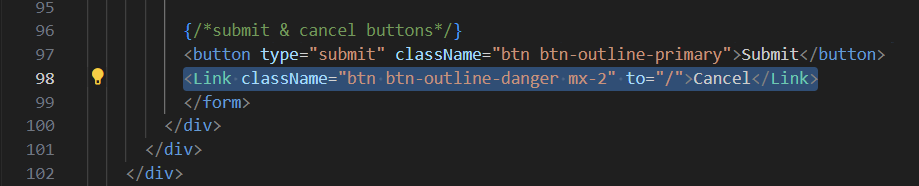 95
96 {/*submit & cancel buttons*/}
97 <button type="submit" className="btn btn-outline-primary">Submit</button>
98 <Link className="btn btn-outline-danger mx-2" to="/">Cancel</Link>
99 </form>
100 </div>
101 </div>
102 </div>